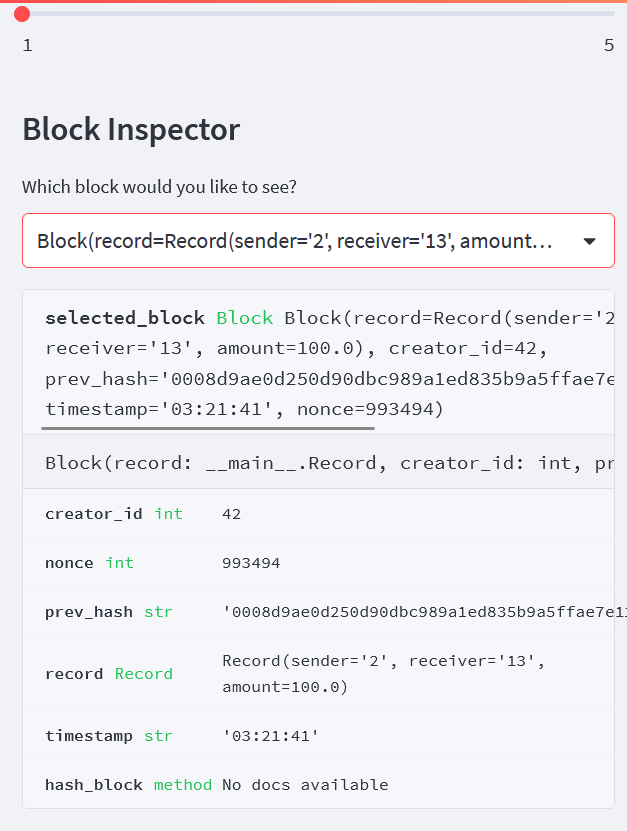 1
5
Block Inspector
Which block would you like to see?
Block(record=Record(sender='2', receiver='13', amount...
selected_block Block Block(record=Record(sender='2
receiver='13', amount=100.0), creator_id=42,
prev_hash='0008d9ae0d250d90dbc989a1ed835b9a5ffae7e
timestamp='03:21:41', nonce=993494)
Block(record: __main__.Record, creator_id: int, pr
creator_id int 42
nonce int 993494
prev_hash str '0008d9ae0d250d90dbc989a1ed835b9a5ffae7e1
record Record Record(sender='2', receiver='13',
amount=100.0)
timestamp str '03:21:41'
hash_block method No docs available